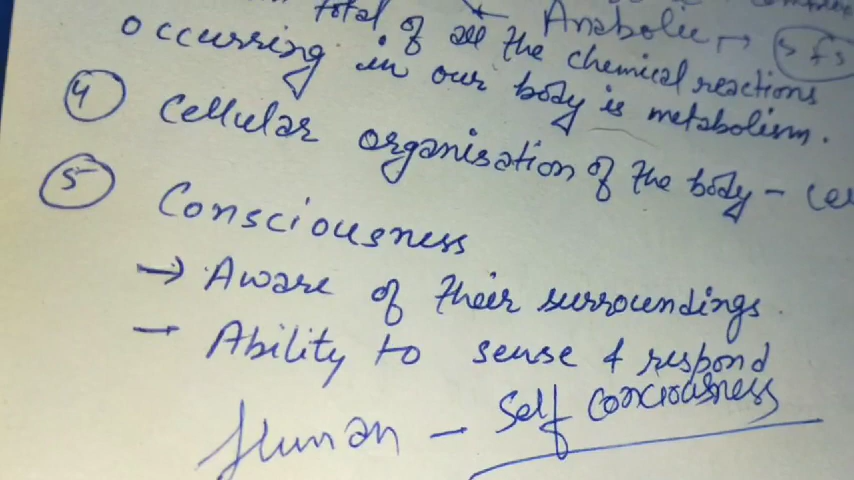 Anabolic →
total of all the chemical reactions
occurring in our body is metabolism.
4 Cellular organisation of the body -
5 Consciousness
→ Aware of their surroundings.
- Ability to sense & respond
Human - Self Conciousness